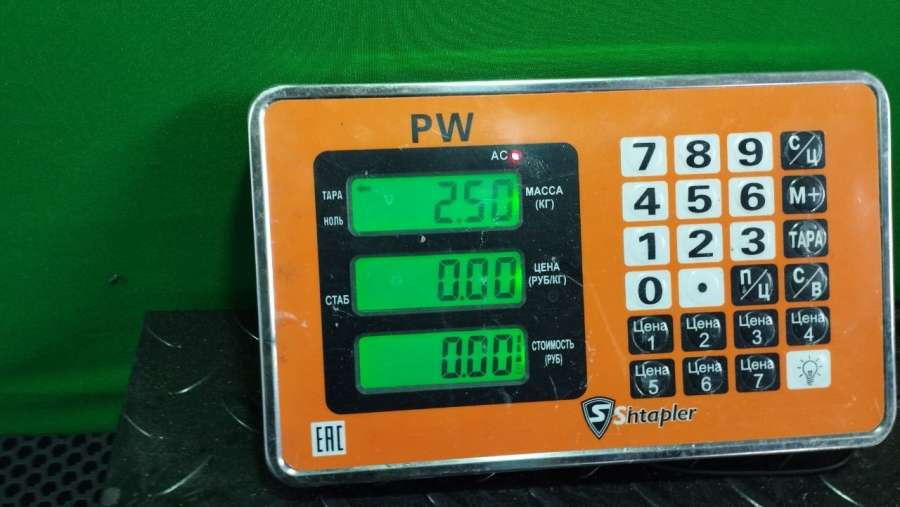 PW
AC
ТАРА
НОЛЬ
2.50
МАССА
(КГ)
СТАБ
0.00
ЦЕНА
(РУБ/КГ)
0.00
СТОИМОСТЬ
(РУБ)
7 8 9 С/Ц
4 5 6 М+
1 2 3 ТАРА
0 . П/Ц С/В
Цена 1 Цена 2 Цена 3 Цена 4
Цена 5 Цена 6 Цена 7
S Shtapler
EAC